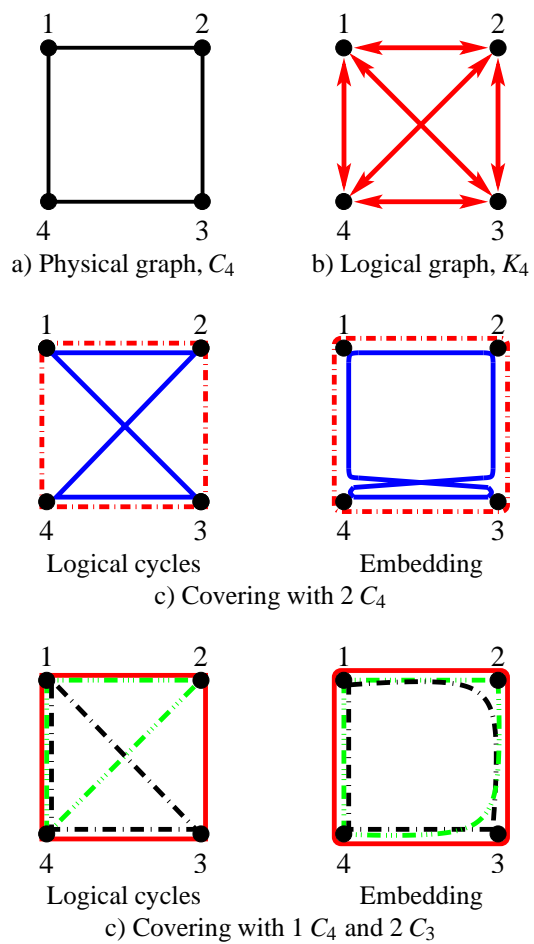 1 2 1 2
4 3 4 3
a) Physical graph, C4 b) Logical graph, K4
1 2 1 2
4 3 4 3
Logical cycles Embedding
c) Covering with 2 C4
1 2 1 2
4 3 4 3
Logical cycles Embedding
c) Covering with 1 C4 and 2 C3